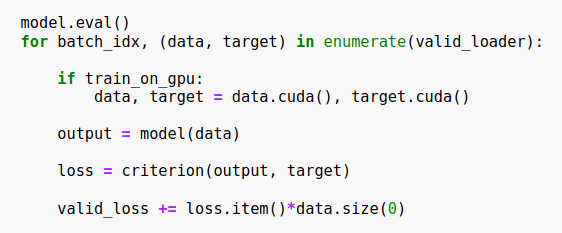 model.eval()
for batch_idx, (data, target) in enumerate(valid_loader):
if train_on_gpu:
data, target = data.cuda(), target.cuda()
output = model(data)
loss = criterion(output, target)
valid_loss += loss.item()*data.size(0)